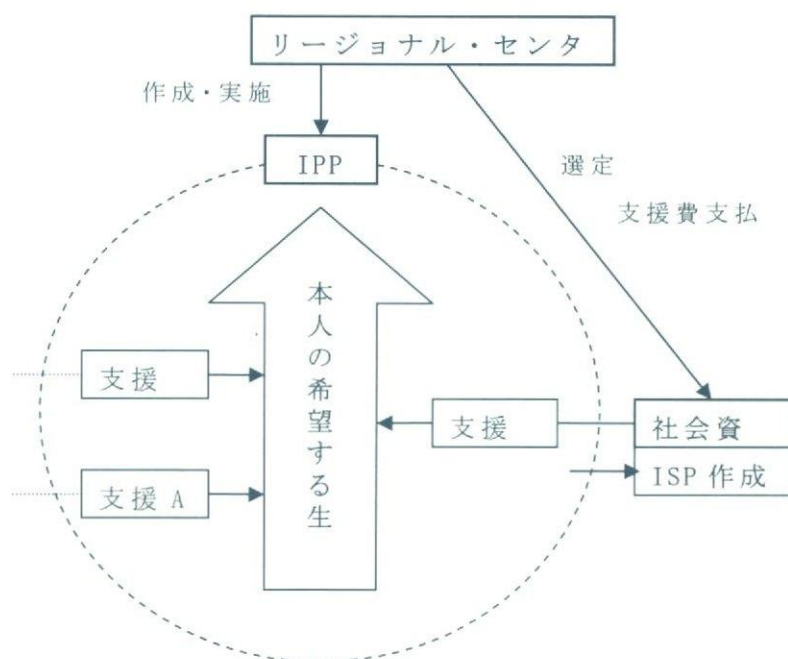 リージョナル・センタ
作成・実施
IPP
選定
支援費支払
本人の希望する生
支援
支援
社会資
支援 A
ISP 作成